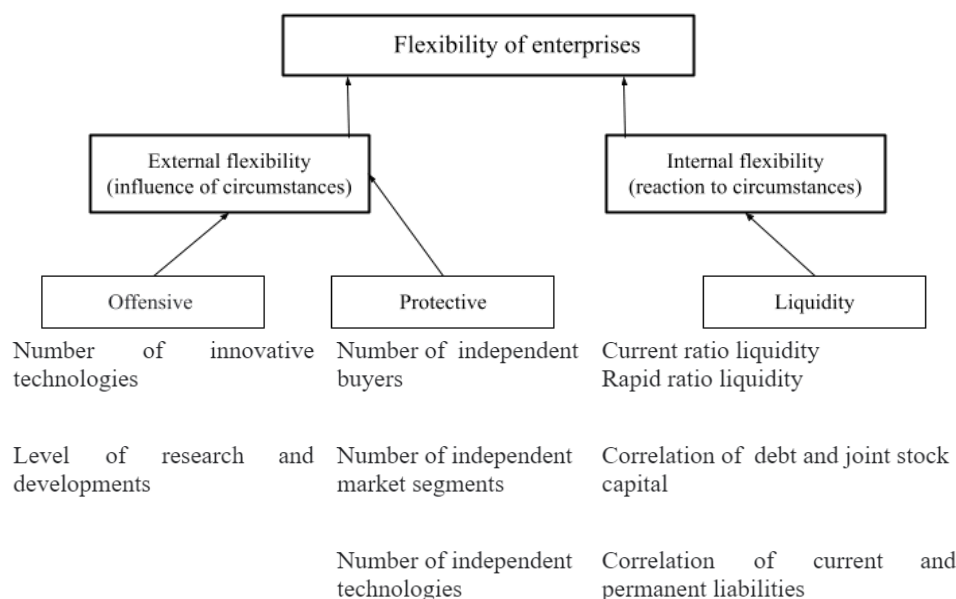 Flexibility of enterprises
External flexibility
(influence of circumstances)
Internal flexibility
(reaction to circumstances)
Offensive
Protective
Liquidity
Number of innovative
technologies
Number of independent
buyers
Current ratio liquidity
Rapid ratio liquidity
Level of research and
developments
Number of independent
market segments
Correlation of debt and joint stock
capital
Number of independent
technologies
Correlation of current and
permanent liabilities